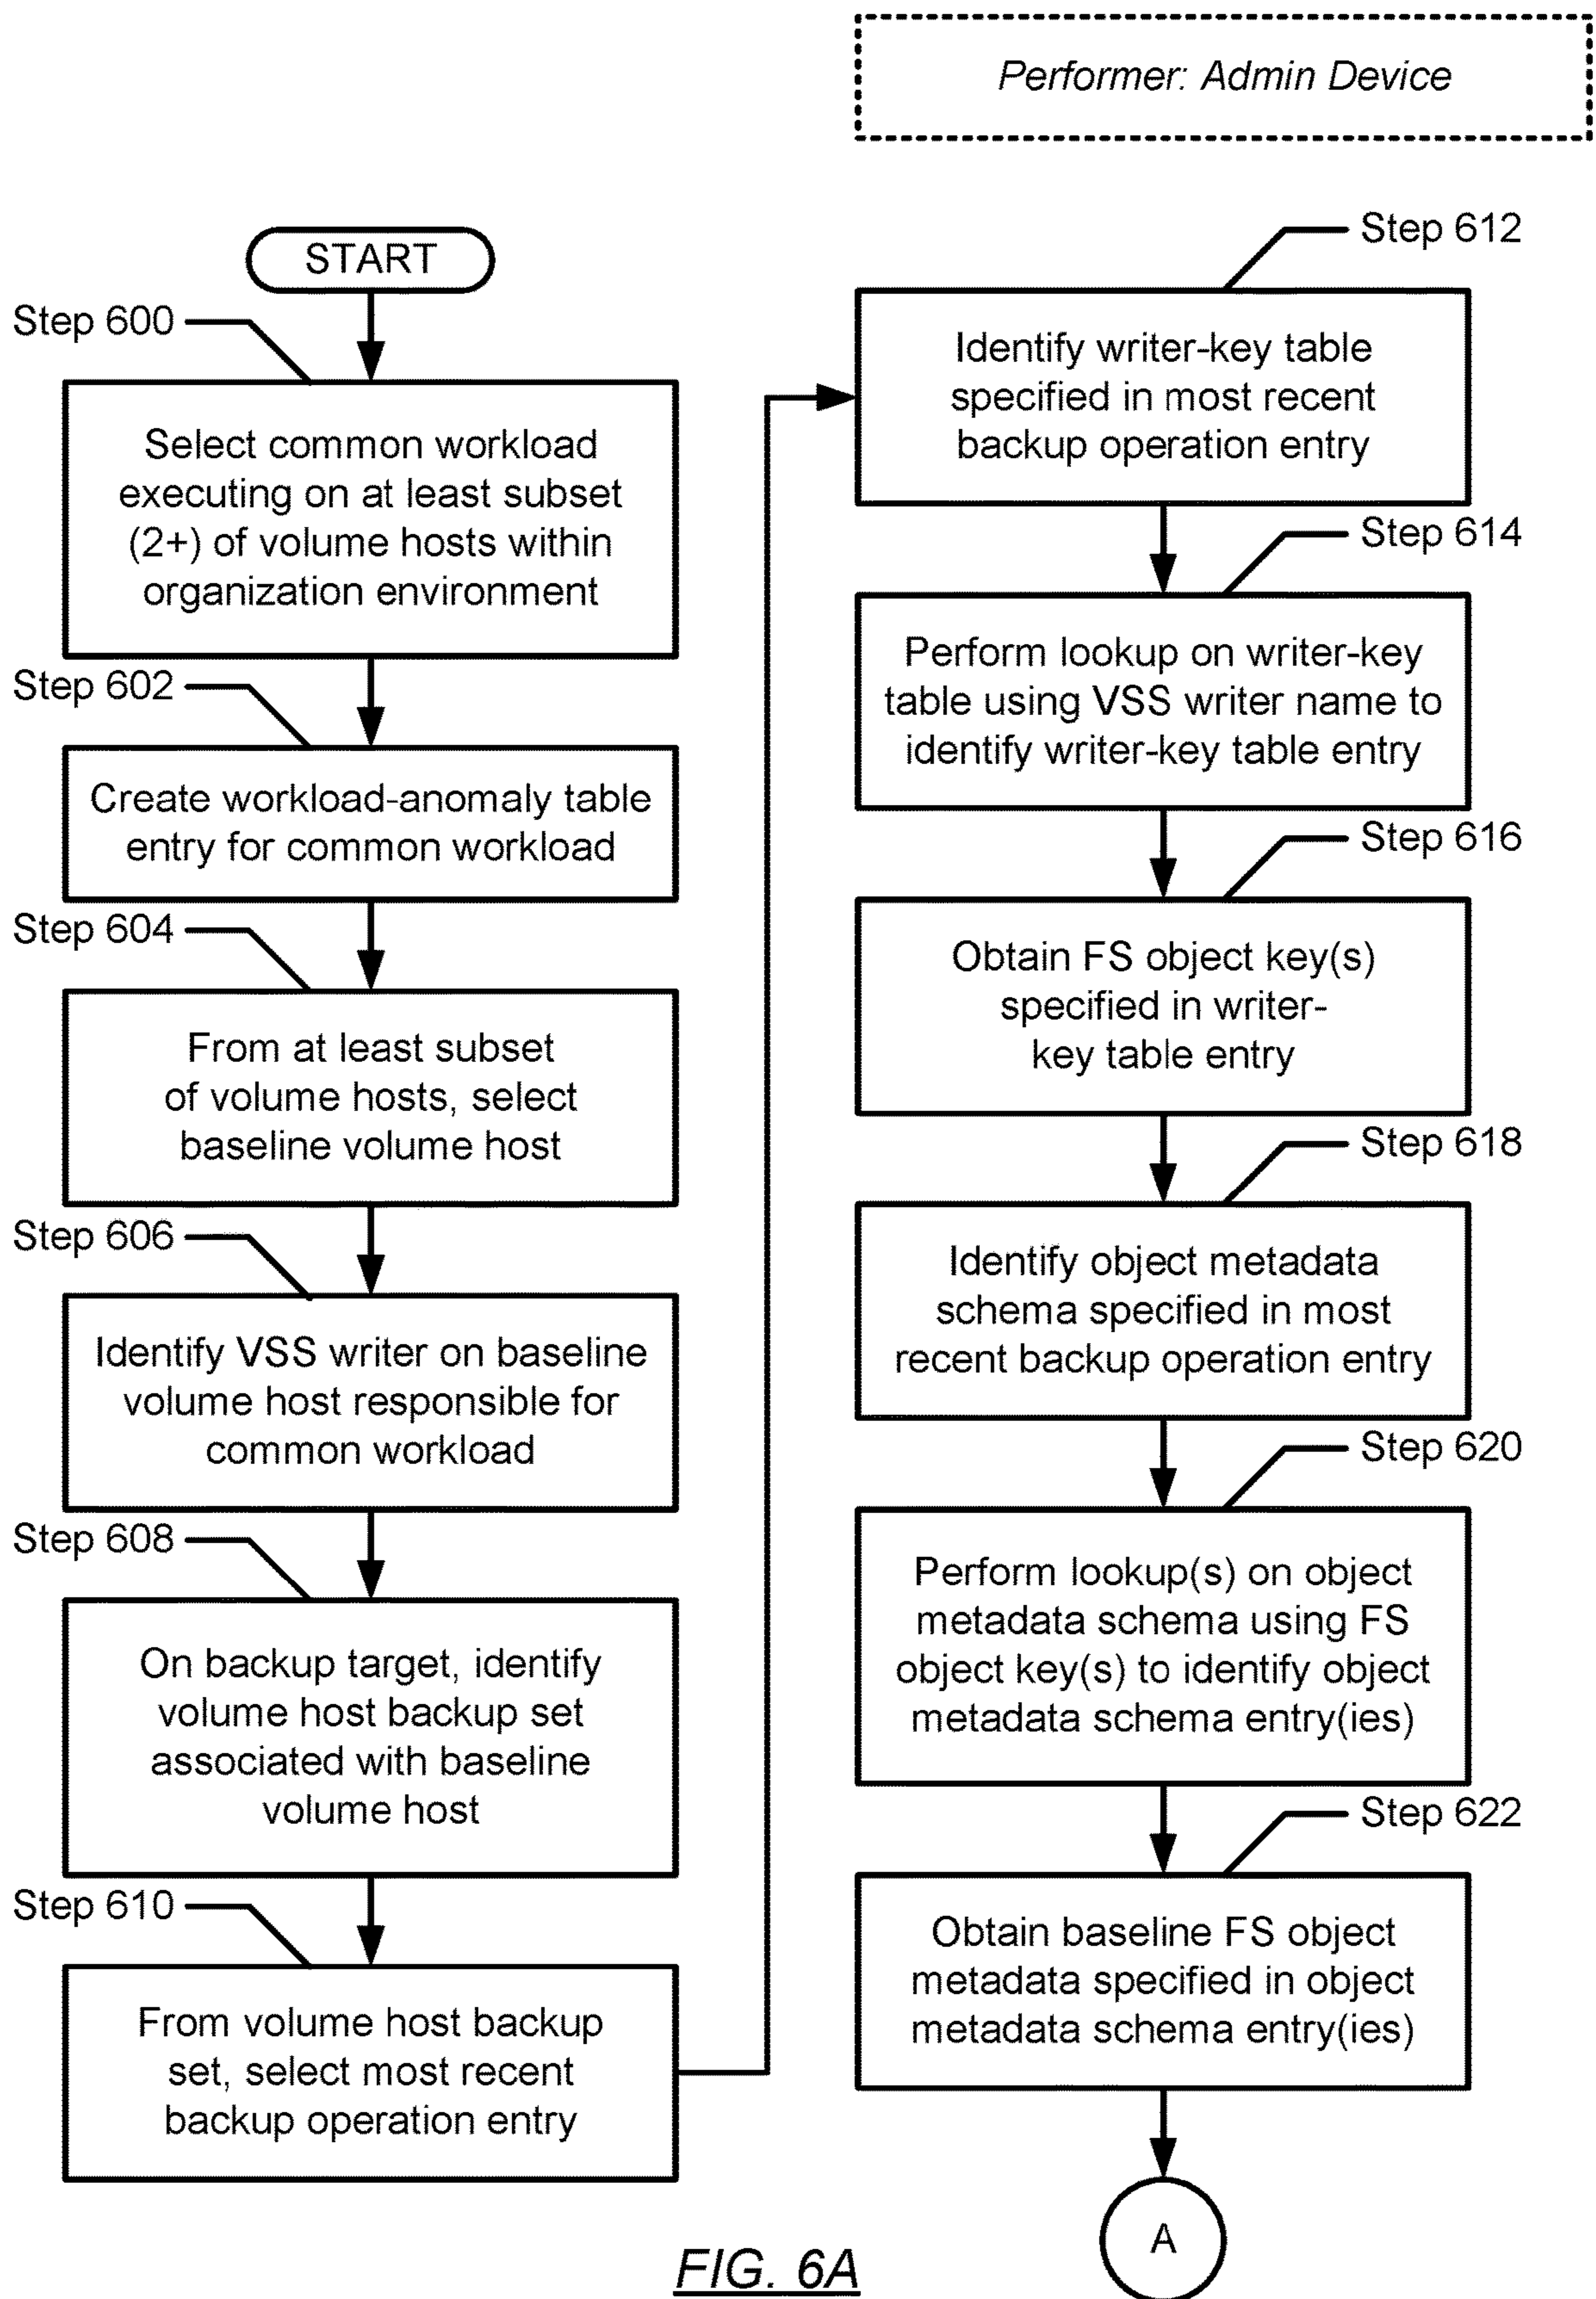 Performer: Admin Device
START
Step 600
Select common workload
executing on at least subset
(2+) of volume hosts within
organization environment
Step 602
Create workload-anomaly table
entry for common workload
Step 604
From at least subset
of volume hosts, select
baseline volume host
Step 606
Identify VSS writer on baseline
volume host responsible for
common workload
Step 608
On backup target, identify
volume host backup set
associated with baseline
volume host
Step 610
From volume host backup
set, select most recent
backup operation entry
Step 612
Identify writer-key table
specified in most recent
backup operation entry
Step 614
Perform lookup on writer-key
table using VSS writer name to
identify writer-key table entry
Step 616
Obtain FS object key(s)
specified in writer-
key table entry
Step 618
Identify object metadata
schema specified in most
recent backup operation entry
Step 620
Perform lookup(s) on object
metadata schema using FS
object key(s) to identify object
metadata schema entry(ies)
Step 622
Obtain baseline FS object
metadata specified in object
metadata schema entry(ies)
A
FIG. 6A